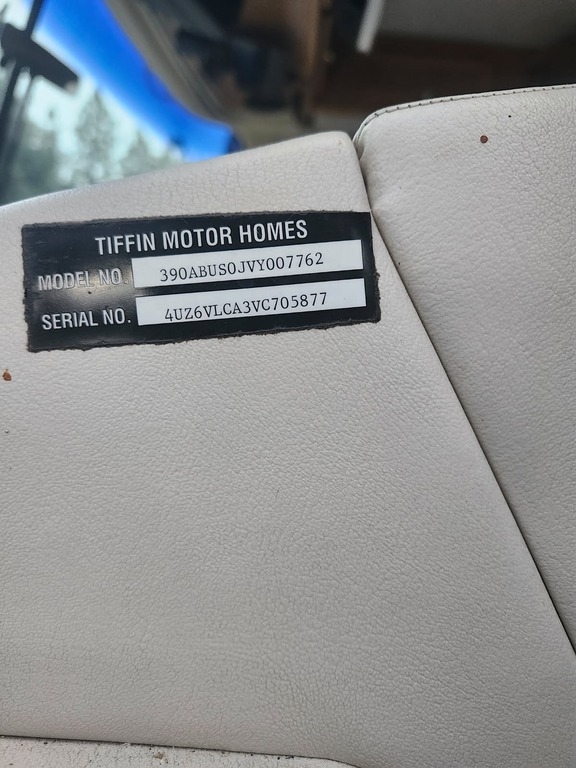 TIFFIN MOTOR HOMES
MODEL NO. 390ABUS0JVY007762
SERIAL NO. 4UZ6VLCA3VC705877